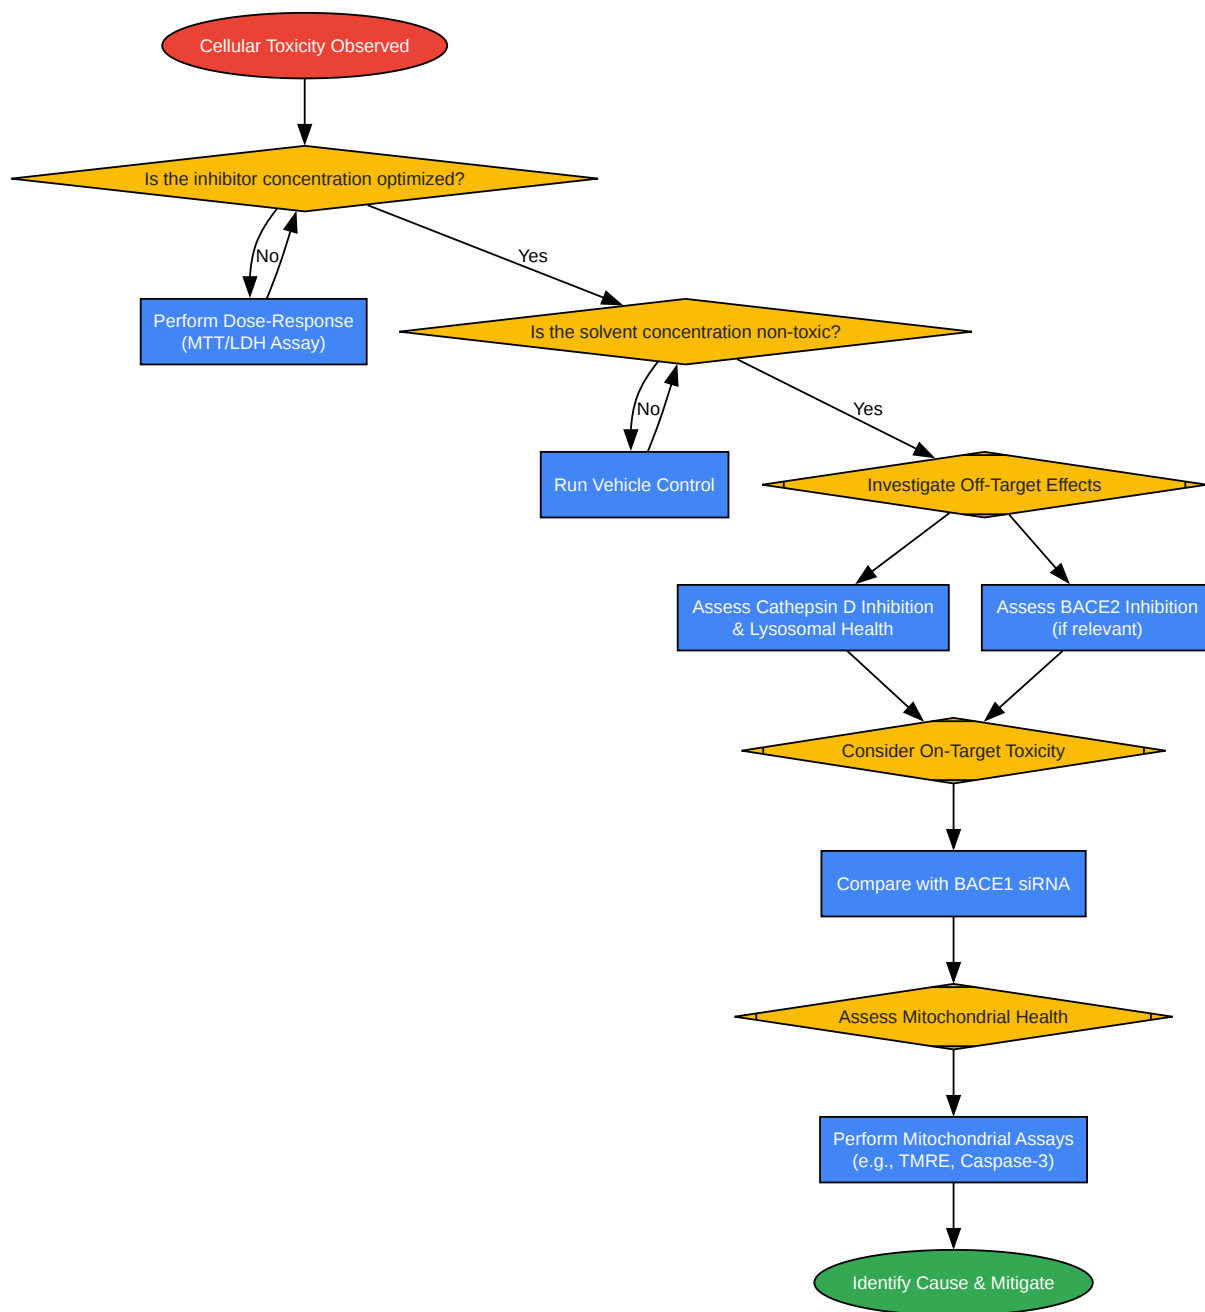 Cellular Toxicity Observed
Is the inhibitor concentration optimized?
No
Yes
Perform Dose-Response
(MTT/LDH Assay)
Is the solvent concentration non-toxic?
No
Yes
Run Vehicle Control
Investigate Off-Target Effects
Assess Cathepsin D Inhibition
& Lysosomal Health
Assess BACE2 Inhibition
(if relevant)
Consider On-Target Toxicity
Compare with BACE1 siRNA
Assess Mitochondrial Health
Perform Mitochondrial Assays
(e.g., TMRE, Caspase-3)
Identify Cause & Mitigate